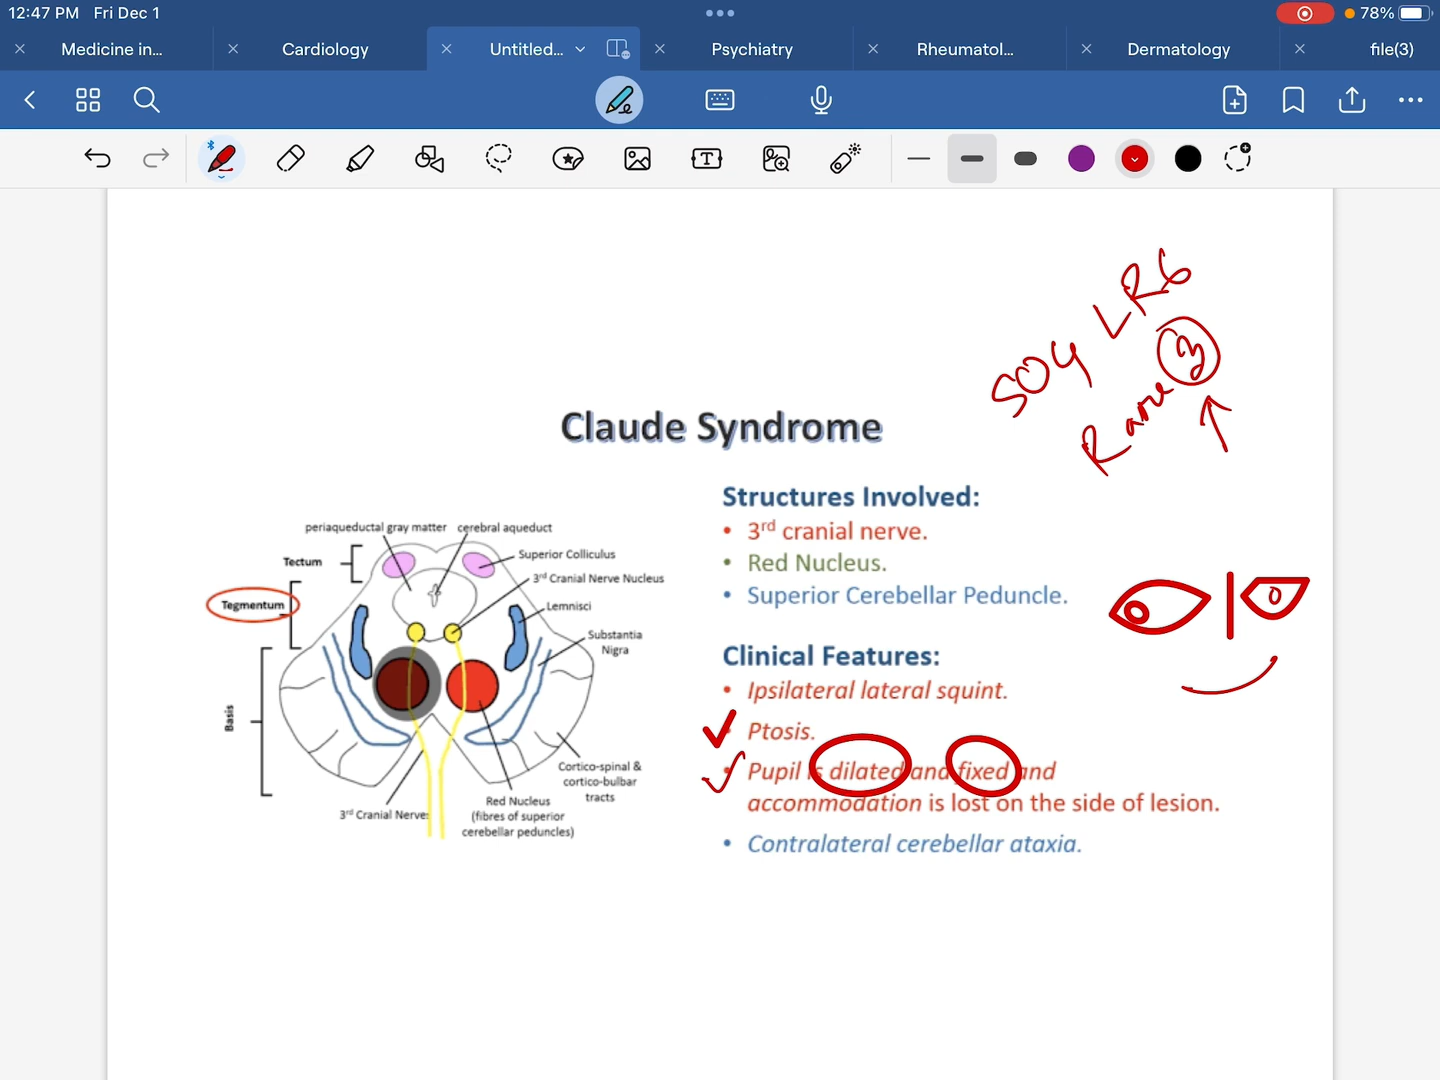 12:47 PM Fri Dec 1
78%
Medicine in...
Cardiology
Untitled...
Psychiatry
Rheumatol...
Dermatology
file(3)
SO4 LR6
3
Claude Syndrome
periaqueductal gray matter cerebral aqueduct
Tectum
Superior Colliculus
3rd Cranial Nerve Nucleus
Tegmentum
Lemnisci
Substantia
Nigra
Basis
Cortico-spinal &
cortico-bulbar
tracts
3rd Cranial Nerves
Red Nucleus
(fibres of superior
cerebellar peduncles)
Structures Involved:
• 3rd cranial nerve.
• Red Nucleus.
• Superior Cerebellar Peduncle.
Clinical Features:
• Ipsilateral lateral squint.
• Ptosis.
• Pupil is dilated and fixed and
accommodation is lost on the side of lesion.
• Contralateral cerebellar ataxia.